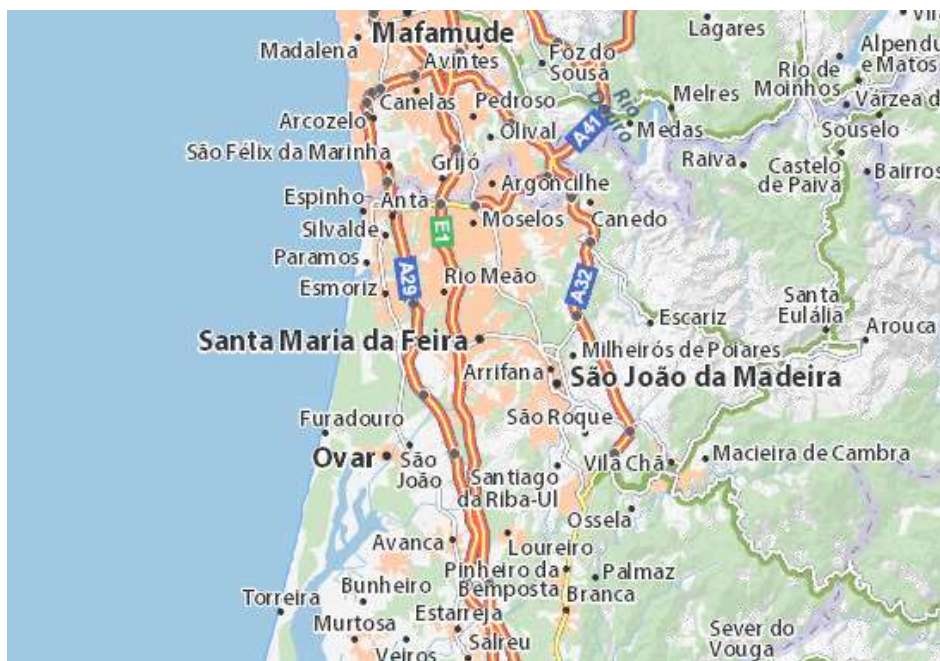 Mafamude
Lagares
Madalena
Avintes
Foz do
Sousa
Alpendu
e Matos
Rio de
Moinhos
Canelas
Pedroso
Rio
Douro
Melres
Várzea d
Arcozelo
Olival
A41
Medas
Souselo
São Félix da Marinha
Grijó
Raiva
Castelo
de Paiva
Bairros
Argoncilhe
Espinho
Anta
Moselos
Canedo
Silvalde
E1
Paramos
A29
Rio Meão
A32
Esmoriz
Santa
Eulália
Escariz
Arouca
Santa Maria da Feira
Milheirós de Poiares
Arrifana
São João da Madeira
Furadouro
São Roque
Ovar
São
João
Vila Chã
Macieira de Cambra
Santiago
da Riba-Ul
Ossela
Avanca
Loureiro
Pinheiro da
Bemposta
Palmaz
Bunheiro
Torreira
Branca
Estarreja
Murtosa
Sever do
Vouga
Veiros
Salreu